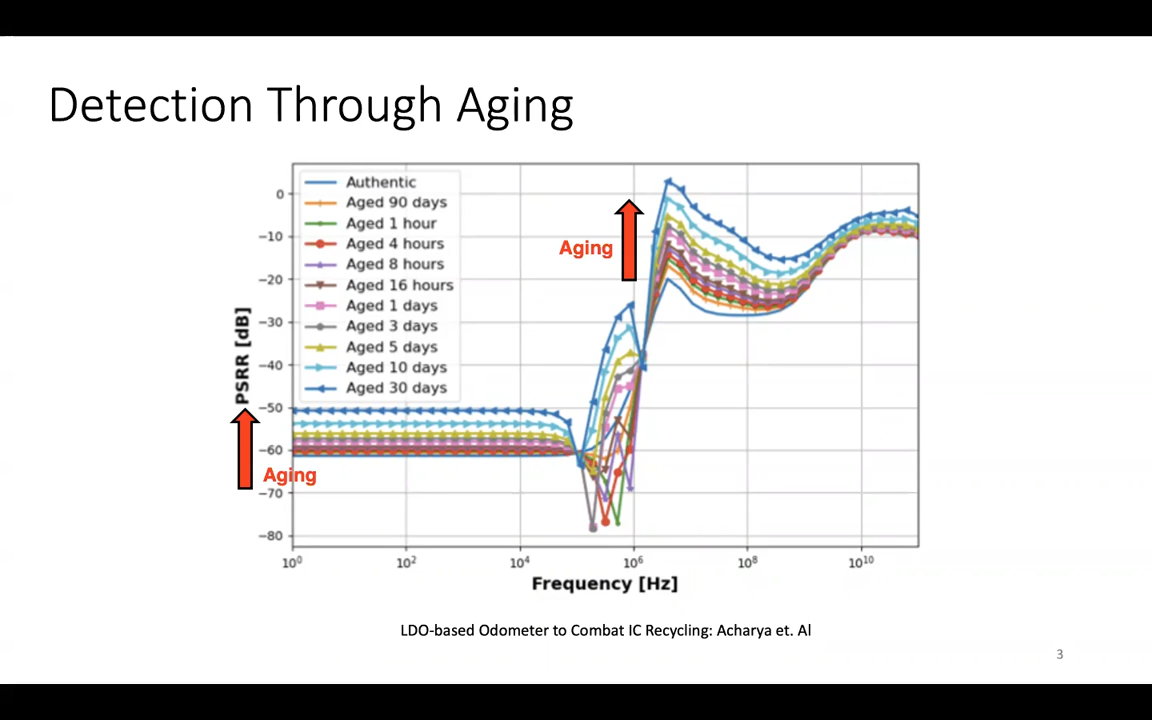 Detection Through Aging
Authentic
Aged 90 days
Aged 1 hour
Aged 4 hours
Aged 8 hours
Aged 16 hours
Aged 1 days
Aged 3 days
Aged 5 days
Aged 10 days
Aged 30 days
Aging
Aging
PSRR [dB]
0
−10
−20
−30
−40
−50
−60
−70
−80
10⁰
10²
10⁴
10⁶
10⁸
10¹⁰
Frequency [Hz]
LDO-based Odometer to Combat IC Recycling: Acharya et. Al
3